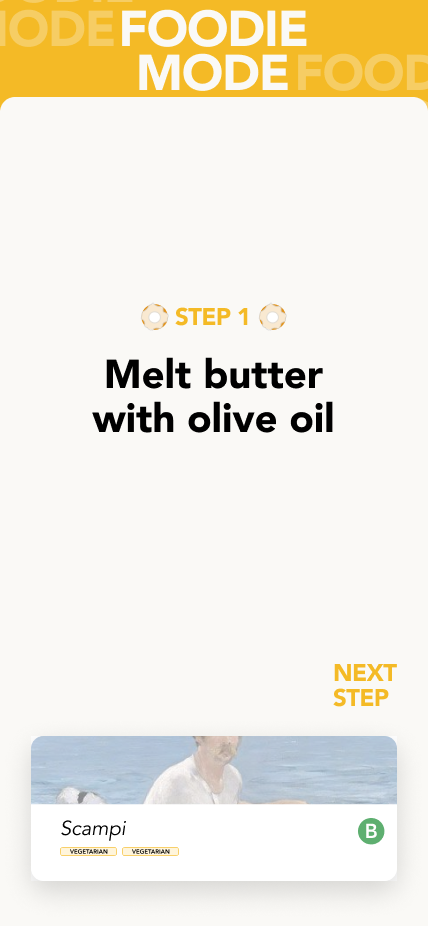 MODE FOODIE
MODE FOOD
STEP 1
Melt butter
with olive oil
NEXT
STEP
Scampi
B
VEGETARIAN VEGETARIAN